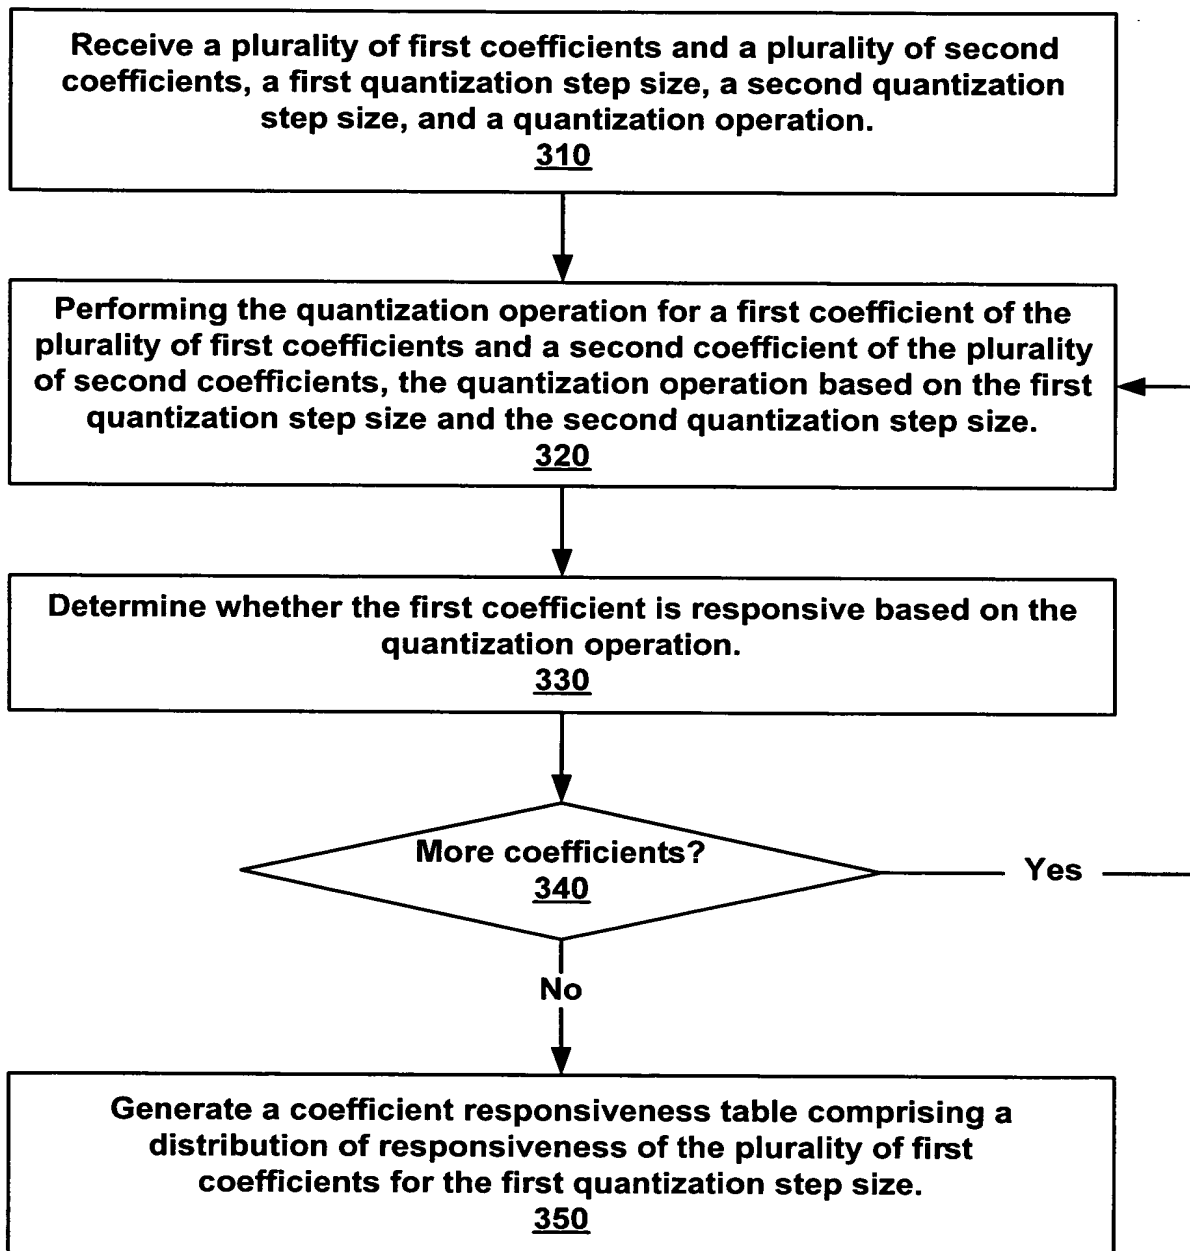 Receive a plurality of first coefficients and a plurality of second
coefficients, a first quantization step size, a second quantization
step size, and a quantization operation.
310
Performing the quantization operation for a first coefficient of the
plurality of first coefficients and a second coefficient of the plurality
of second coefficients, the quantization operation based on the first
quantization step size and the second quantization step size.
320
Determine whether the first coefficient is responsive based on the
quantization operation.
330
More coefficients?
340
Yes
No
Generate a coefficient responsiveness table comprising a
distribution of responsiveness of the plurality of first
coefficients for the first quantization step size.
350